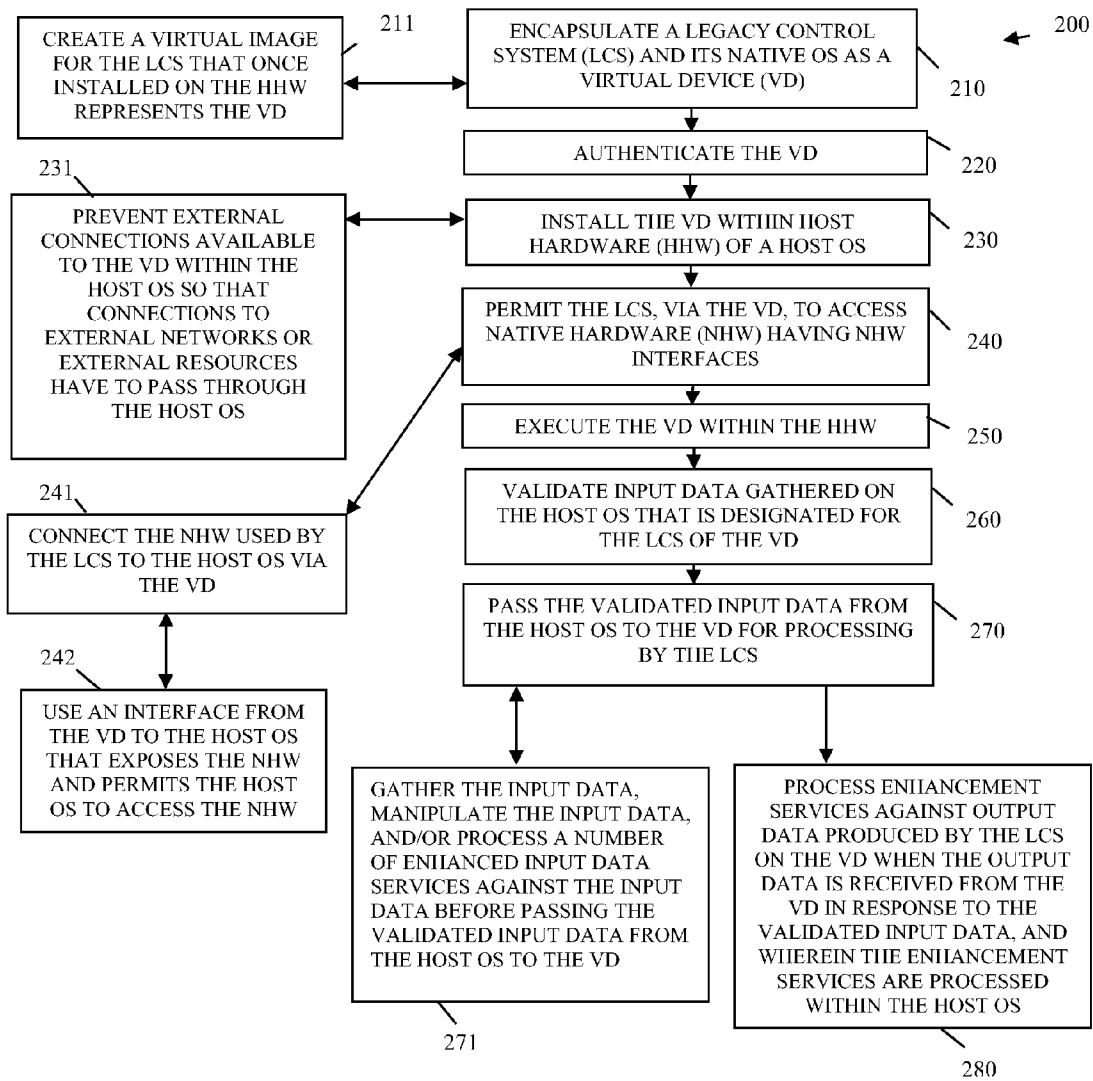 200
211
CREATE A VIRTUAL IMAGE
FOR THE LCS THAT ONCE
INSTALLED ON THE HHW
REPRESENTS THE VD
ENCAPSULATE A LEGACY CONTROL
SYSTEM (LCS) AND ITS NATIVE OS AS A
VIRTUAL DEVICE (VD)
210
AUTHENTICATE THE VD
220
231
PREVENT EXTERNAL
CONNECTIONS AVAILABLE
TO THE VD WITHIN THE
HOST OS SO THAT
CONNECTIONS TO
EXTERNAL NETWORKS OR
EXTERNAL RESOURCES
HAVE TO PASS THROUGH
THE HOST OS
INSTALL THE VD WITHIN HOST
HARDWARE (HHW) OF A HOST OS
230
PERMIT THE LCS, VIA THE VD, TO ACCESS
NATIVE HARDWARE (NHW) HAVING NHW
INTERFACES
240
EXECUTE THE VD WITHIN THE HHW
250
241
CONNECT THE NHW USED BY
THE LCS TO THE HOST OS VIA
THE VD
VALIDATE INPUT DATA GATHERED ON
THE HOST OS THAT IS DESIGNATED FOR
THE LCS OF THE VD
260
PASS THE VALIDATED INPUT DATA FROM
THE HOST OS TO THE VD FOR PROCESSING
BY THE LCS
270
242
USE AN INTERFACE FROM
THE VD TO THE HOST OS
THAT EXPOSES THE NHW
AND PERMITS THE HOST
OS TO ACCESS THE NHW
GATHER THE INPUT DATA,
MANIPULATE THE INPUT DATA,
AND/OR PROCESS A NUMBER
OF ENHANCED INPUT DATA
SERVICES AGAINST THE INPUT
DATA BEFORE PASSING THE
VALIDATED INPUT DATA FROM
THE HOST OS TO THE VD
271
PROCESS ENHANCEMENT
SERVICES AGAINST OUTPUT
DATA PRODUCED BY THE LCS
ON THE VD WHEN THE OUTPUT
DATA IS RECEIVED FROM THE
VD IN RESPONSE TO THE
VALIDATED INPUT DATA, AND
WHEREIN THE ENHANCEMENT
SERVICES ARE PROCESSED
WITHIN THE HOST OS
280